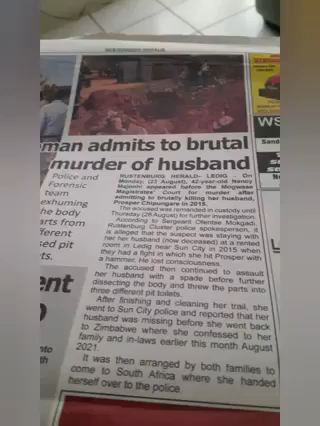 man admits to brutal
murder of husband
Police and
Forensic
team
exhuming
the body
arts from
ferent
sed pit
ts.
RUSTENBURG HERALD- LEDIG - On
Monday, (23 August), 42-year-old Nancy
Majonhi appeared before the Mogwase
Magistrates' Court for murder after
admitting to brutally killing her husband,
Prosper Chipungare in 2015.
The accused was remanded in custody until
Thursday (26 August) for further investigation.
According to Sergeant Ofentse Mokgadi,
Rustenburg Cluster police spokesperson, it
is alleged that the suspect was staying with
her husband (now deceased) at a rented
room in Ledig near Sun City in 2015 when
they had a fight in which she hit Prosper with
a hammer. He lost consciousness.
The accused then continued to assault
her husband with a spade before further
dissecting the body and threw the parts into
three different pit toilets.
After finishing and cleaning her trail, she
went to Sun City police and reported that her
husband was missing before she went back
to Zimbabwe where she confessed to her
family and in-laws earlier this month August
2021.
It was then arranged by both families to
come to South Africa where she handed
herself over to the police.
ent
WS
Sand